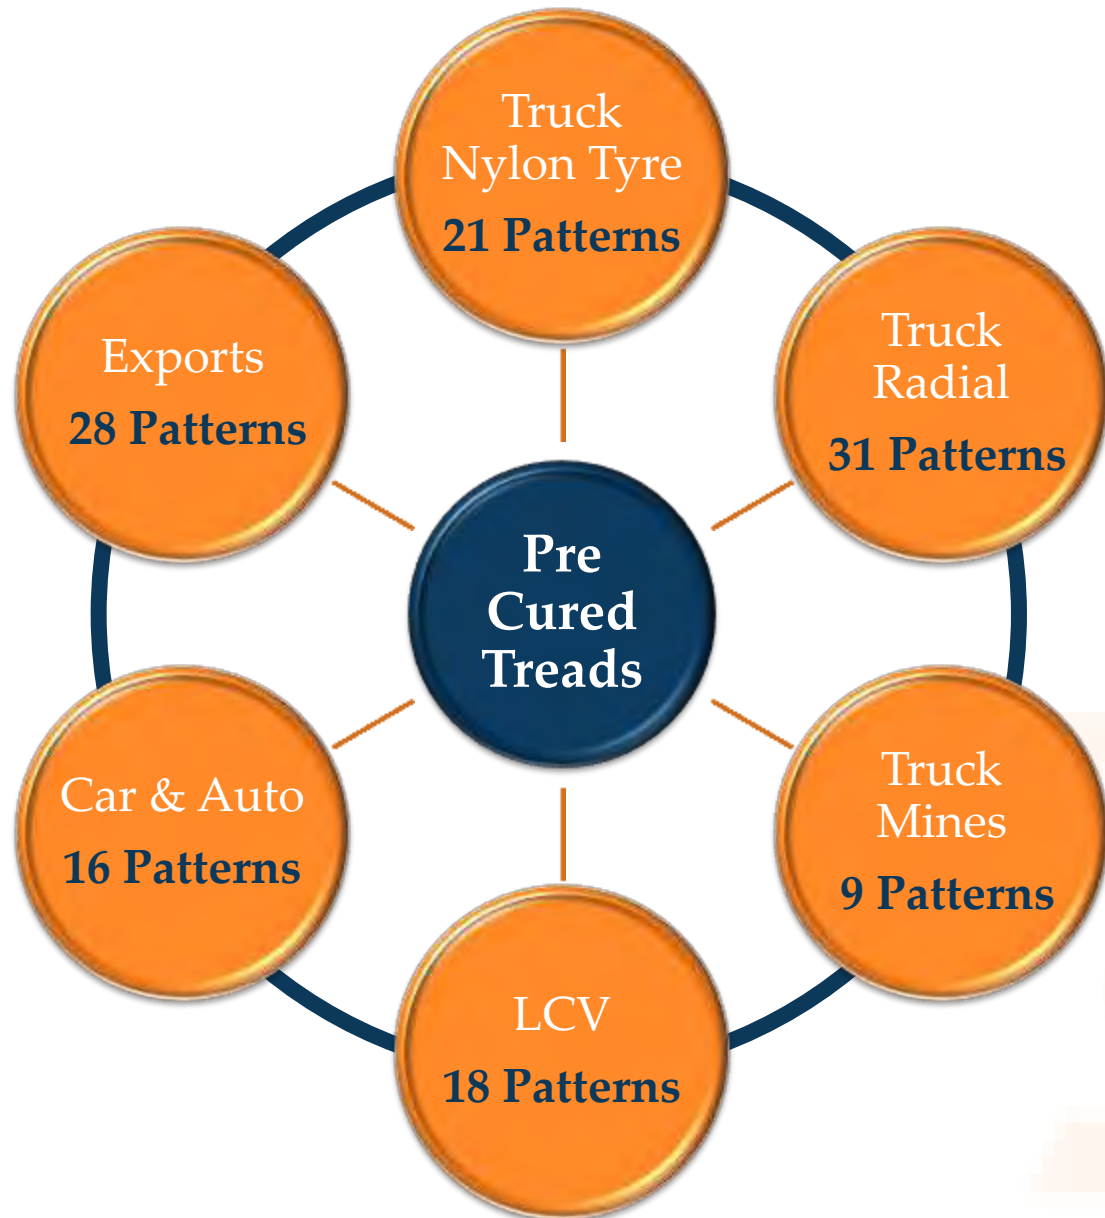 Truck
Nylon Tyre
21 Patterns
Truck
Radial
31 Patterns
Truck
Mines
9 Patterns
LCV
18 Patterns
Car & Auto
16 Patterns
Exports
28 Patterns
Pre
Cured
Treads